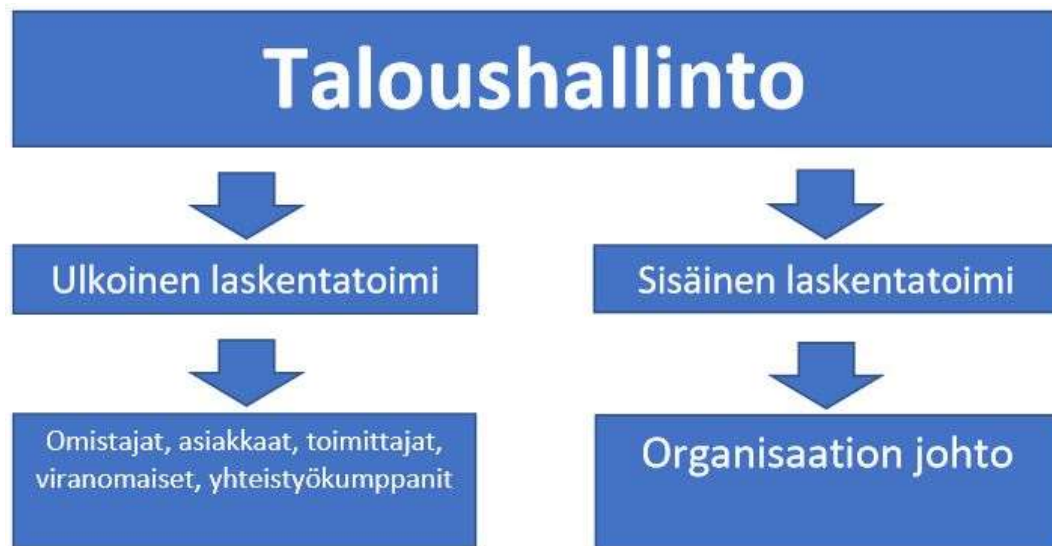 Taloushallinto
Ulkoinen laskentatoimi
Sisäinen laskentatoimi
Omistajat, asiakkaat, toimittajat,
viranomaiset, yhteistyökumppanit
Organisaation johto